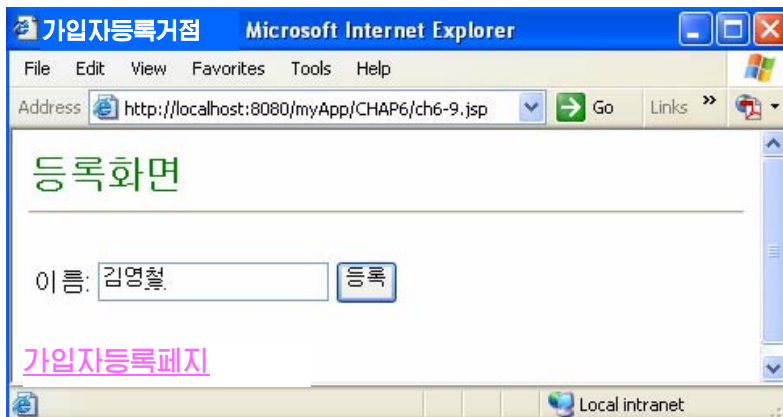 가입자등록거점 Microsoft Internet Explorer
File Edit View Favorites Tools Help
Address http://localhost:8080/myApp/CHAP6/ch6-9.jsp Go Links »
등록화면
이름: 김영철 등록
가입자등록페지
Local intranet